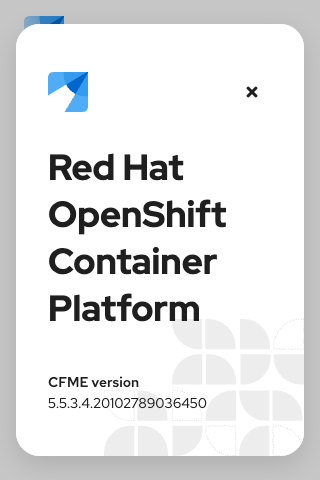 Red Hat
OpenShift
Container
Platform
CFME version
5.5.3.4.20102789036450